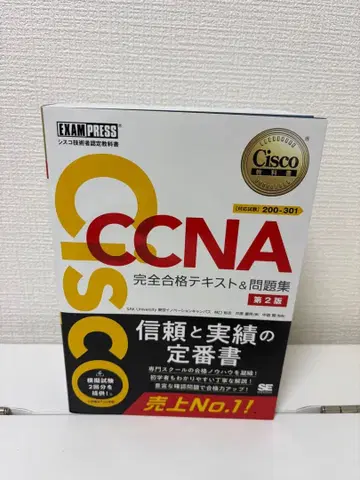 EXAMPRESS®
シスコ技術者認定教科書
Cisco
教科書
[対応試験] 200-301
Cisco
CCNA
完全合格テキスト&問題集
第2版
信頼と実績の
定番書
専門スクールの合格ノウハウを凝縮!
初学者もわかりやすい丁寧な解説!
豊富な確認問題で合格力アップ!
模擬試験
2回分を
提供!
売上No.1!
SE
SHOEISHA